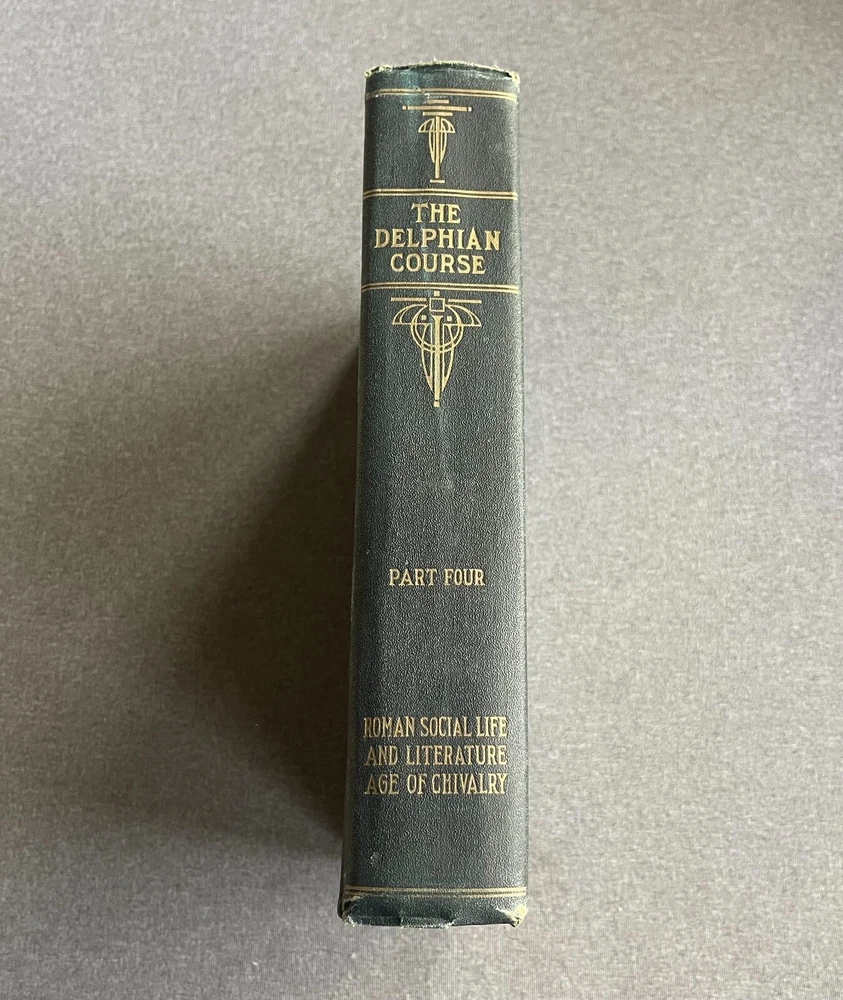 THE
DELPHIAN
COURSE
PART FOUR
ROMAN SOCIAL LIFE
AND LITERATURE
AGE OF CHIVALRY